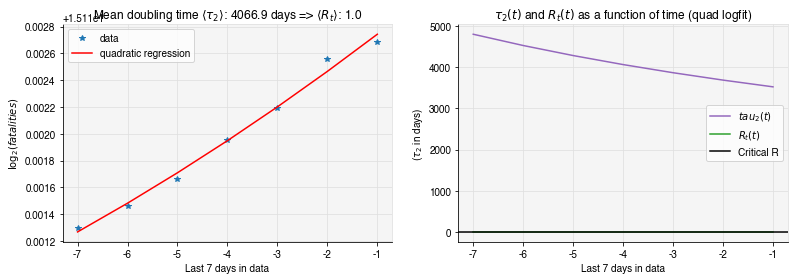 Mean doubling time ⟨τ₂⟩: 4066.9 days => ⟨Rₜ⟩: 1.0
0.0028
0.0026
0.0024
0.0022
0.0020
0.0018
0.0016
0.0014
0.0012
log₂(fatalities)
data
quadratic regression
-7 -6 -5 -4 -3 -2 -1
Last 7 days in data
τ₂(t) and Rₜ(t) as a function of time (quad logfit)
5000
4000
3000
2000
1000
0
(τ₂ in days)
tau₂(t)
Rₜ(t)
Critical R
-7 -6 -5 -4 -3 -2 -1
Last 7 days in data